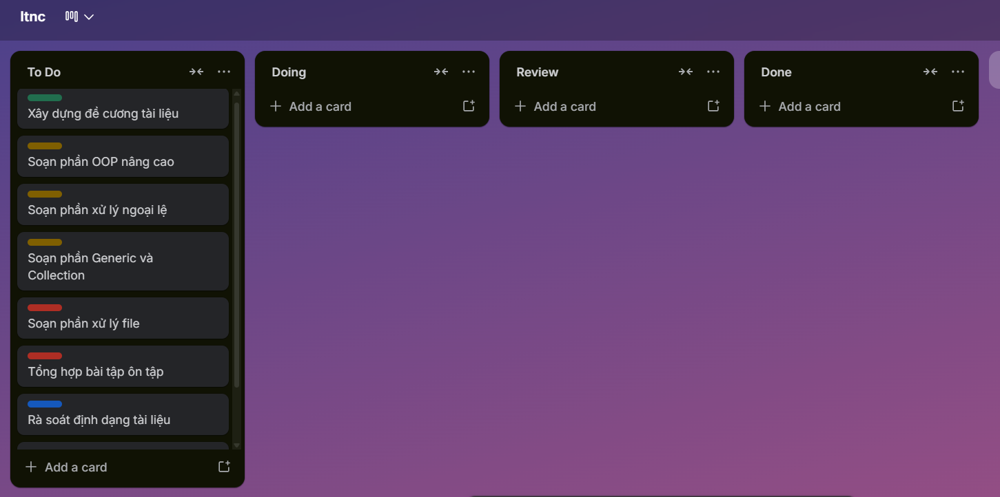 ltnc
To Do
Xây dựng đề cương tài liệu
Soạn phần OOP nâng cao
Soạn phần xử lý ngoại lệ
Soạn phần Generic và
Collection
Soạn phần xử lý file
Tổng hợp bài tập ôn tập
Rà soát định dạng tài liệu
Add a card
Doing
Add a card
Review
Add a card
Done
Add a card